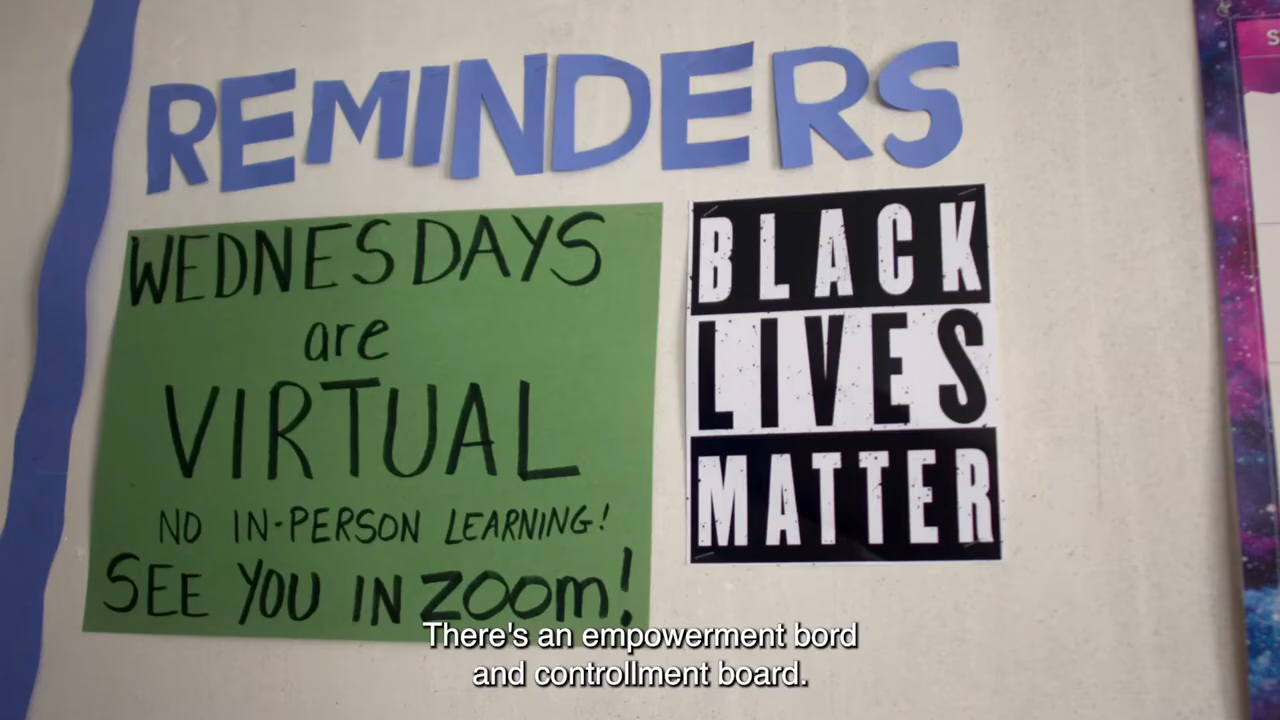 REMINDERS
WEDNESDAYS
are
VIRTUAL
NO IN-PERSON LEARNING!
SEE YOU IN ZOOM!
BLACK
LIVES
MATTER
S
There's an empowerment bord
and controllment board.